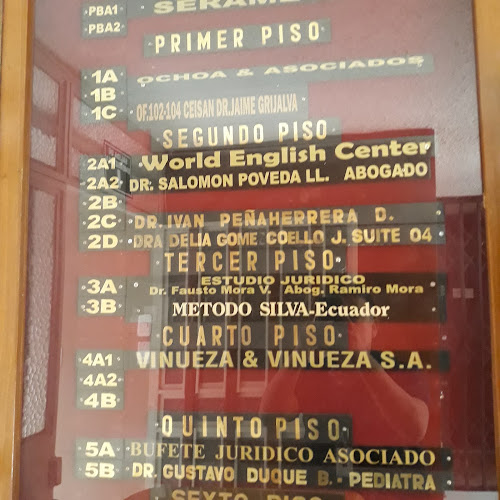 PBA1 SERAME
PBA2
PRIMER PISO
1A OCHOA & ASOCIADOS
1B
1C OF.102-104 CEISAN DR.JAIME GRIJALVA
SEGUNDO PISO
2A1 World English Center
2A2 DR. SALOMON POVEDA LL. ABOGADO
2B
2C DR. IVAN PEÑAHERRERA D.
2D DRA DELIA GOME COELLO J. SUITE 04
TERCER PISO
3A ESTUDIO JURIDICO
Dr. Fausto Mora V. Abog. Ramiro Mora
3B METODO SILVA-Ecuador
CUARTO PISO
4A1 VINUEZA & VINUEZA S.A.
4A2
4B
QUINTO PISO
5A BUFETE JURIDICO ASOCIADO
5B DR. GUSTAVO DUQUE B.- PEDIATRA
SEXTO PISO